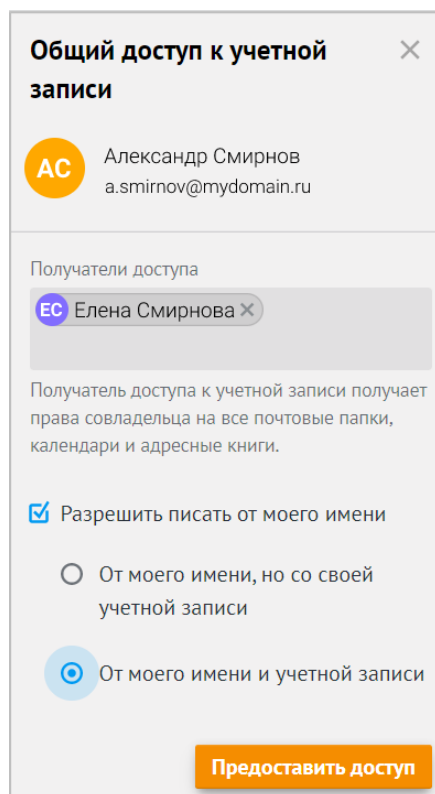 Общий доступ к учетной
записи
АС
Александр Смирнов
a.smirnov@mydomain.ru
Получатели доступа
ЕС Елена Смирнова
Получатель доступа к учетной записи получает
права совладельца на все почтовые папки,
календари и адресные книги.
Разрешить писать от моего имени
От моего имени, но со своей
учетной записи
От моего имени и учетной записи
Предоставить доступ